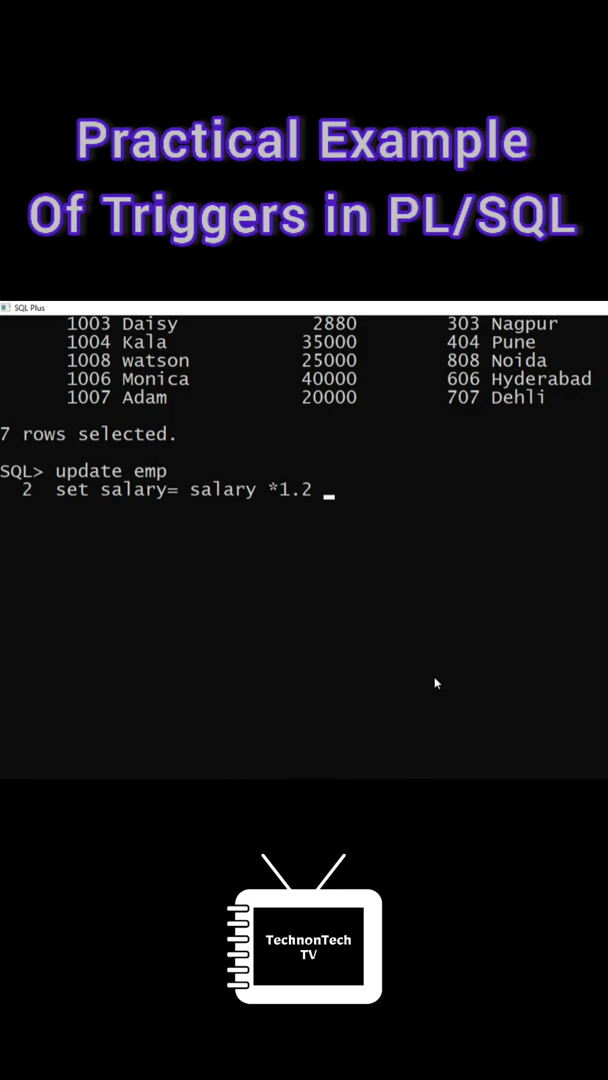 Practical Example
Of Triggers in PL/SQL
SQL Plus
1003 Daisy 2880 303 Nagpur
1004 Kala 35000 404 Pune
1008 watson 25000 808 Noida
1006 Monica 40000 606 Hyderabad
1007 Adam 20000 707 Dehli
7 rows selected.
SQL> update emp
2 set salary= salary *1.2
TechnonTech
TV